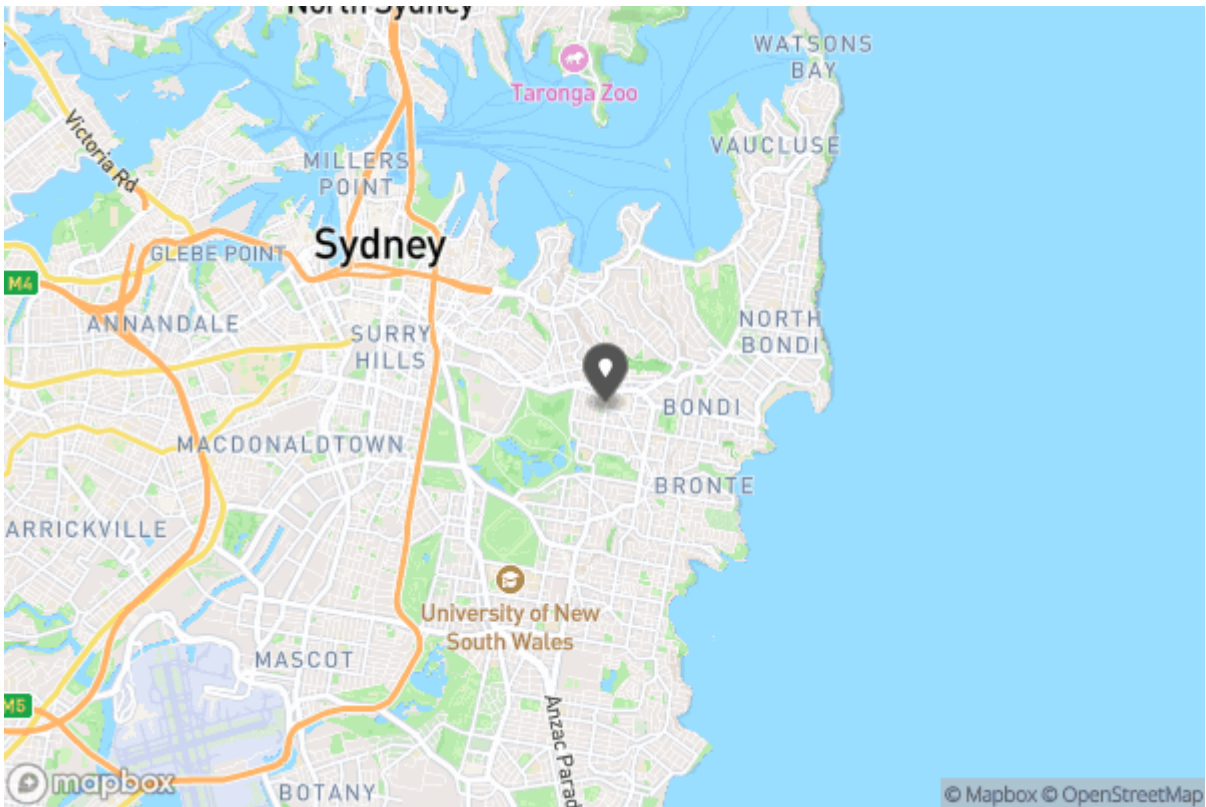 North Sydney
WATSONS
BAY
Taronga Zoo
Victoria Rd
VAUCLUSE
MILLERS
POINT
GLEBE POINT
Sydney
M4
ANNANDALE
SURRY
HILLS
NORTH
BONDI
BONDI
MACDONALDTOWN
BRONTE
ARRICKVILLE
University of New
South Wales
MASCOT
M5
Anzac Parad
BOTANY
mapbox
© Mapbox © OpenStreetMap